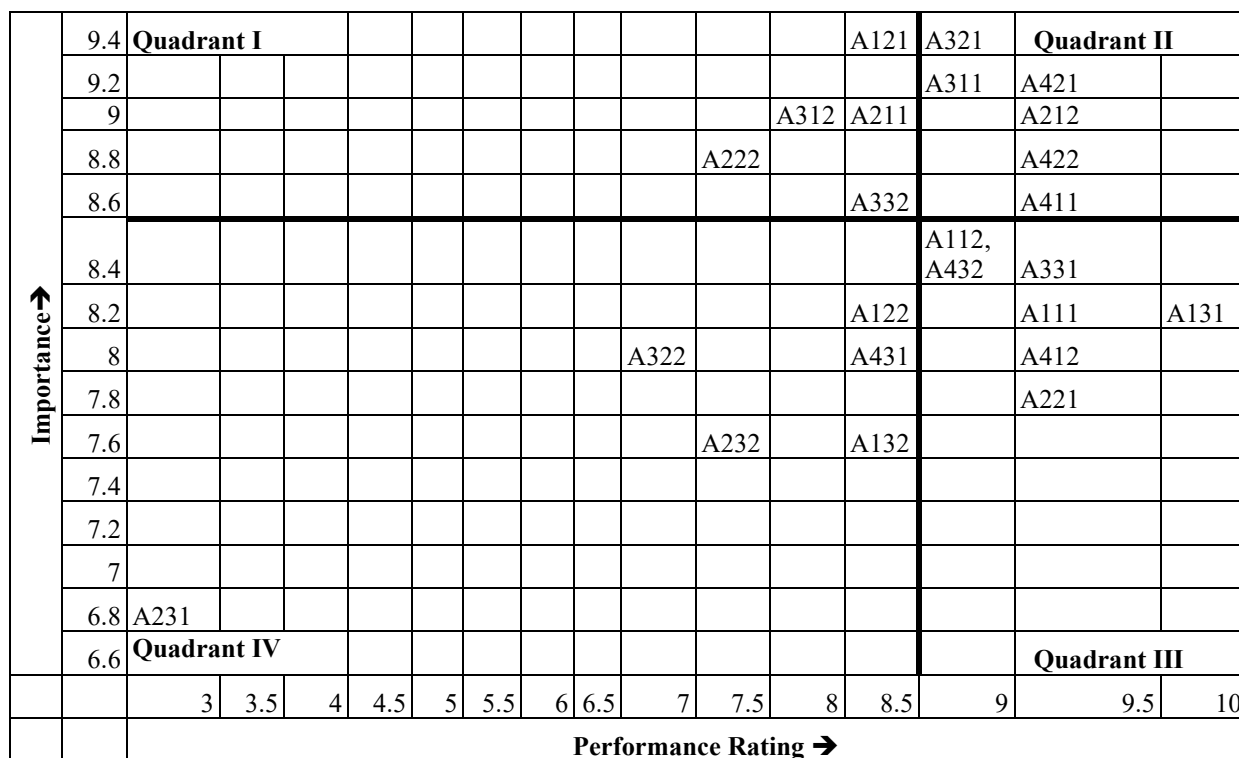 9.4 Quadrant I A121 A321 Quadrant II
9.2 A311 A421
9 A312 A211 A212
8.8 A222 A422
8.6 A332 A411
8.4 A112, A432 A331
8.2 A122 A111 A131
8 A322 A431 A412
7.8 A221
7.6 A232 A132
7.4
7.2
7
6.8 A231
6.6 Quadrant IV Quadrant III
Importance→
3 3.5 4 4.5 5 5.5 6 6.5 7 7.5 8 8.5 9 9.5 10
Performance Rating →